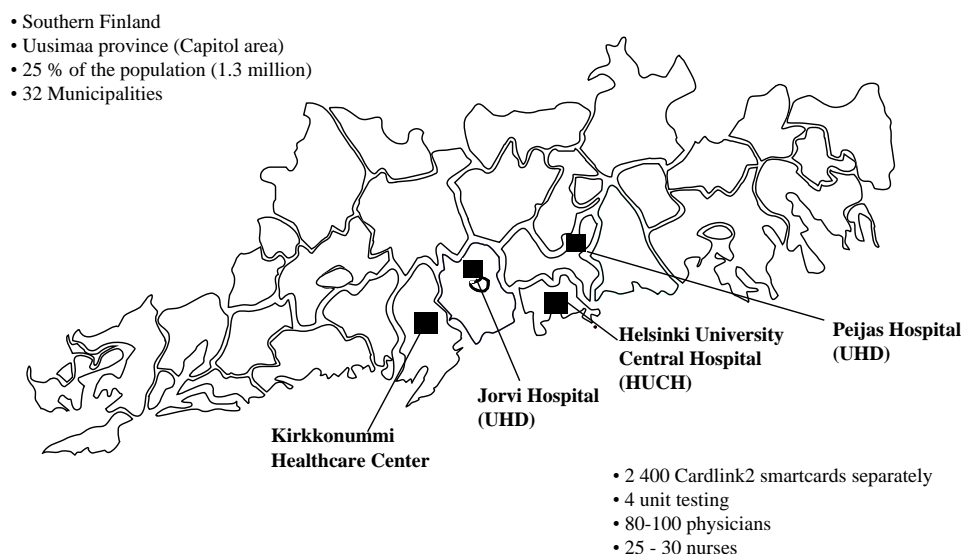 • Southern Finland
• Uusimaa province (Capitol area)
• 25 % of the population (1.3 million)
• 32 Municipalities
Peijas Hospital
(UHD)
Helsinki University
Central Hospital
(HUCH)
Jorvi Hospital
(UHD)
Kirkkonummi
Healthcare Center
• 2 400 Cardlink2 smartcards separately
• 4 unit testing
• 80-100 physicians
• 25 - 30 nurses